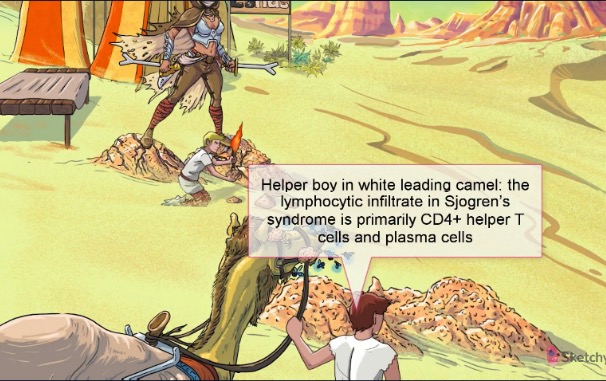 Helper boy in white leading camel: the
lymphocytic infiltrate in Sjogren's
syndrome is primarily CD4+ helper T
cells and plasma cells
Sketchy